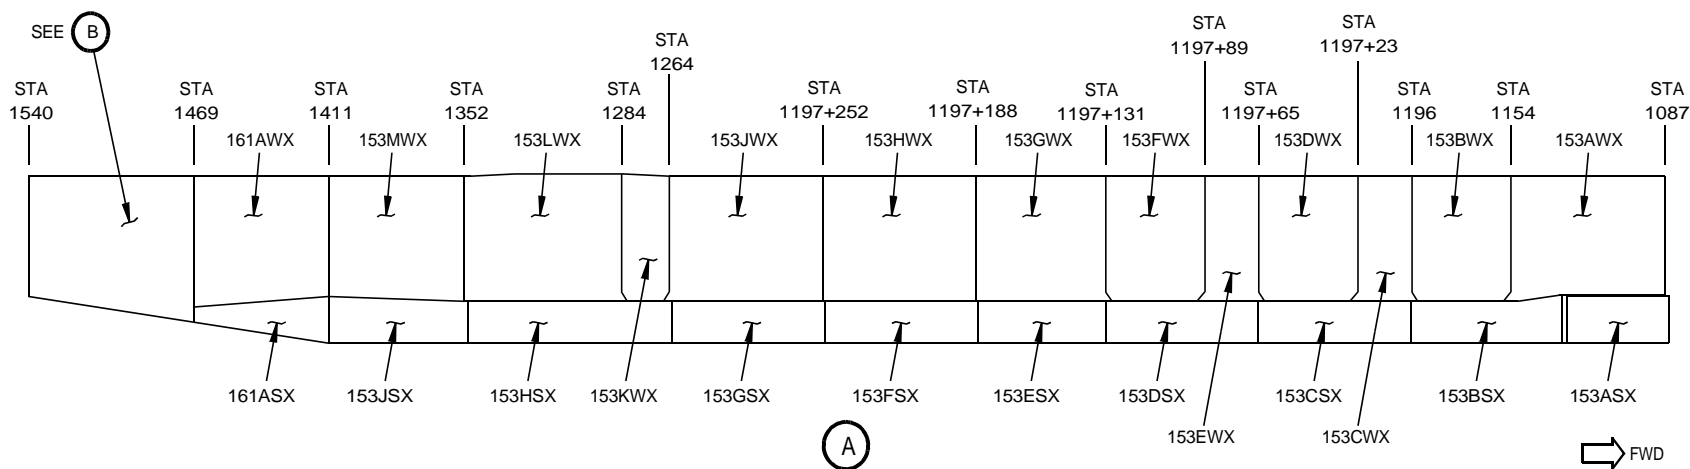 SEE B
STA
1540
STA
1469
STA
1411
STA
1352
STA
1284
STA
1264
STA
1197+252
STA
1197+188
STA
1197+131
STA
1197+89
STA
1197+65
STA
1197+23
STA
1196
STA
1154
STA
1087
161AWX
153MWX
153LWX
153JWX
153HWX
153GWX
153FWX
153DWX
153BWX
153AWX
161ASX
153JSX
153HSX
153KWX
153GSX
153FSX
153ESX
153DSX
153CSX
153BSX
153ASX
153EWX
153CWX
A
FWD